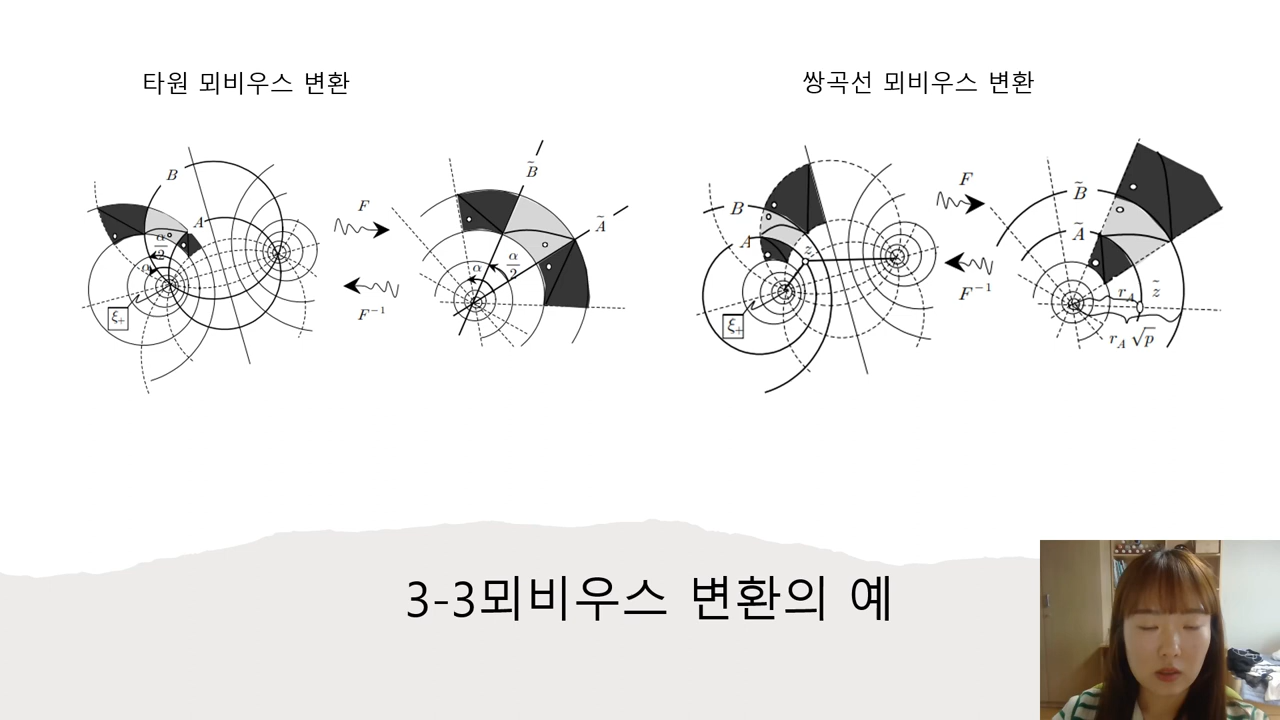 타원 뫼비우스 변환
쌍곡선 뫼비우스 변환
B
A
α/2
α
ξ₊
F
F⁻¹
B̃
Ã
α
α/2
B
A
z
ξ₊
F
F⁻¹
B̃
Ã
r_A
z̃
r_A √p
3-3뫼비우스 변환의 예